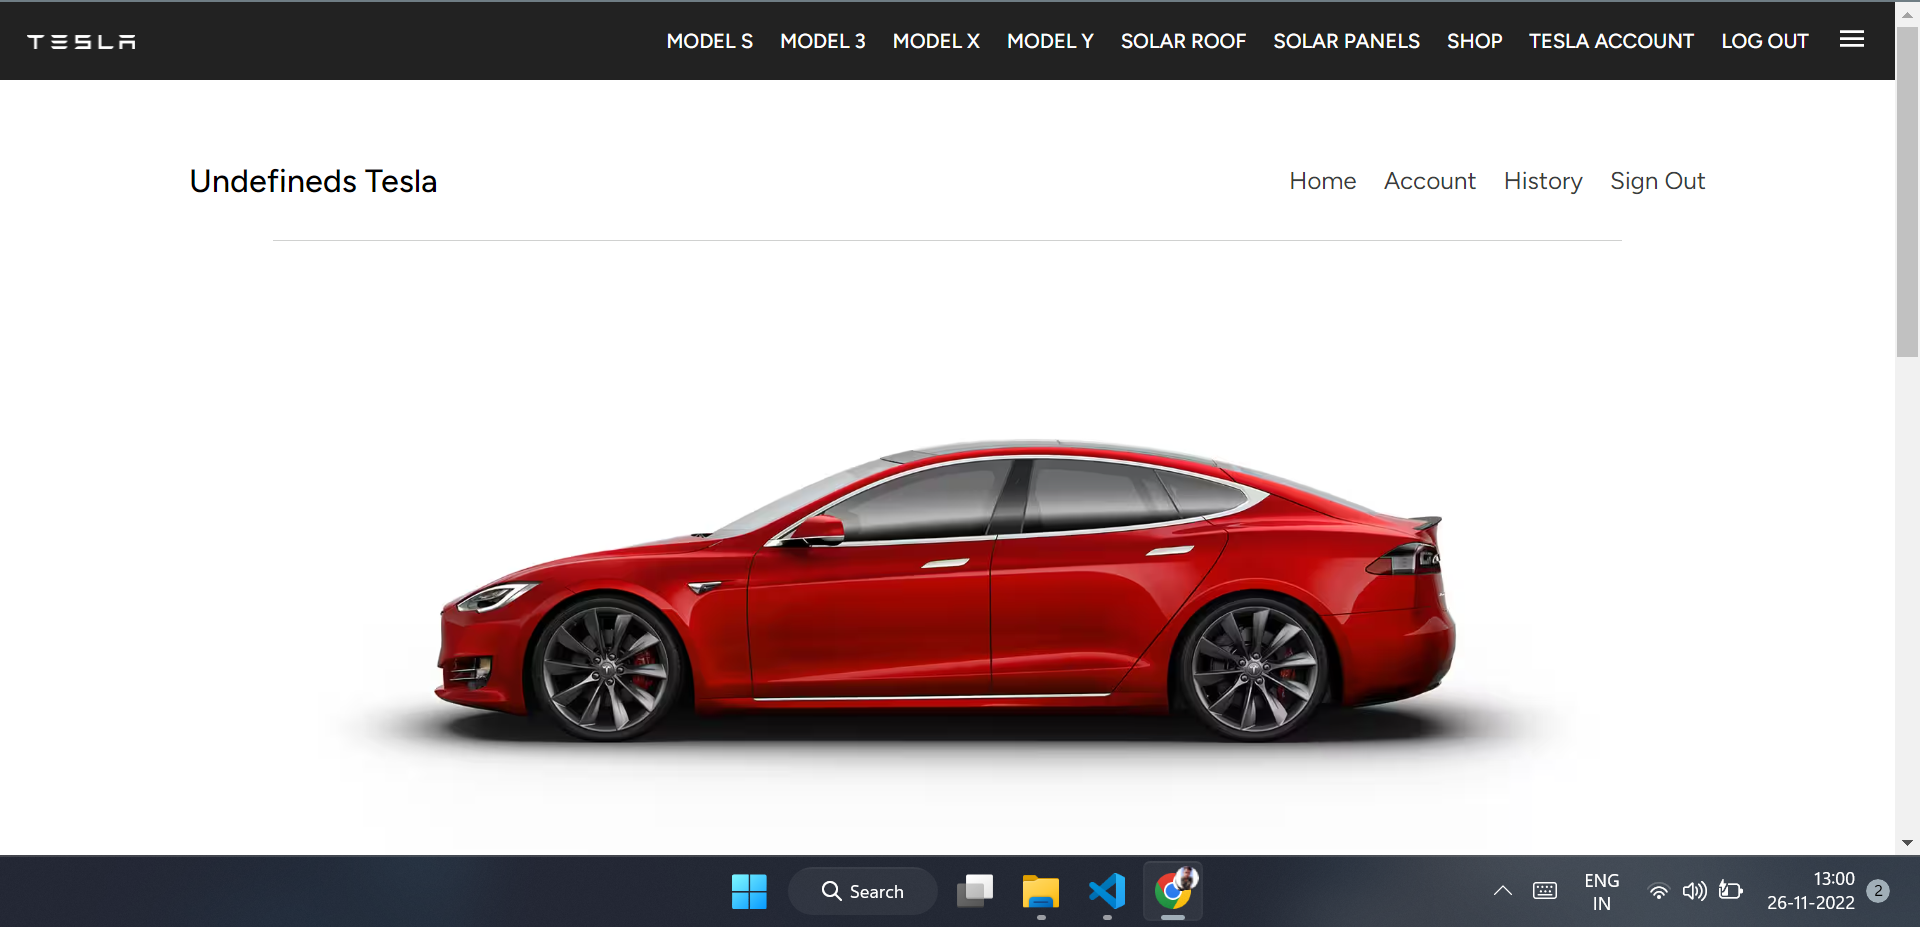 TESLA MODEL S MODEL 3 MODEL X MODEL Y SOLAR ROOF SOLAR PANELS SHOP TESLA ACCOUNT LOG OUT
Undefineds Tesla Home Account History Sign Out
Search
ENG
IN
13:00
26-11-2022
2